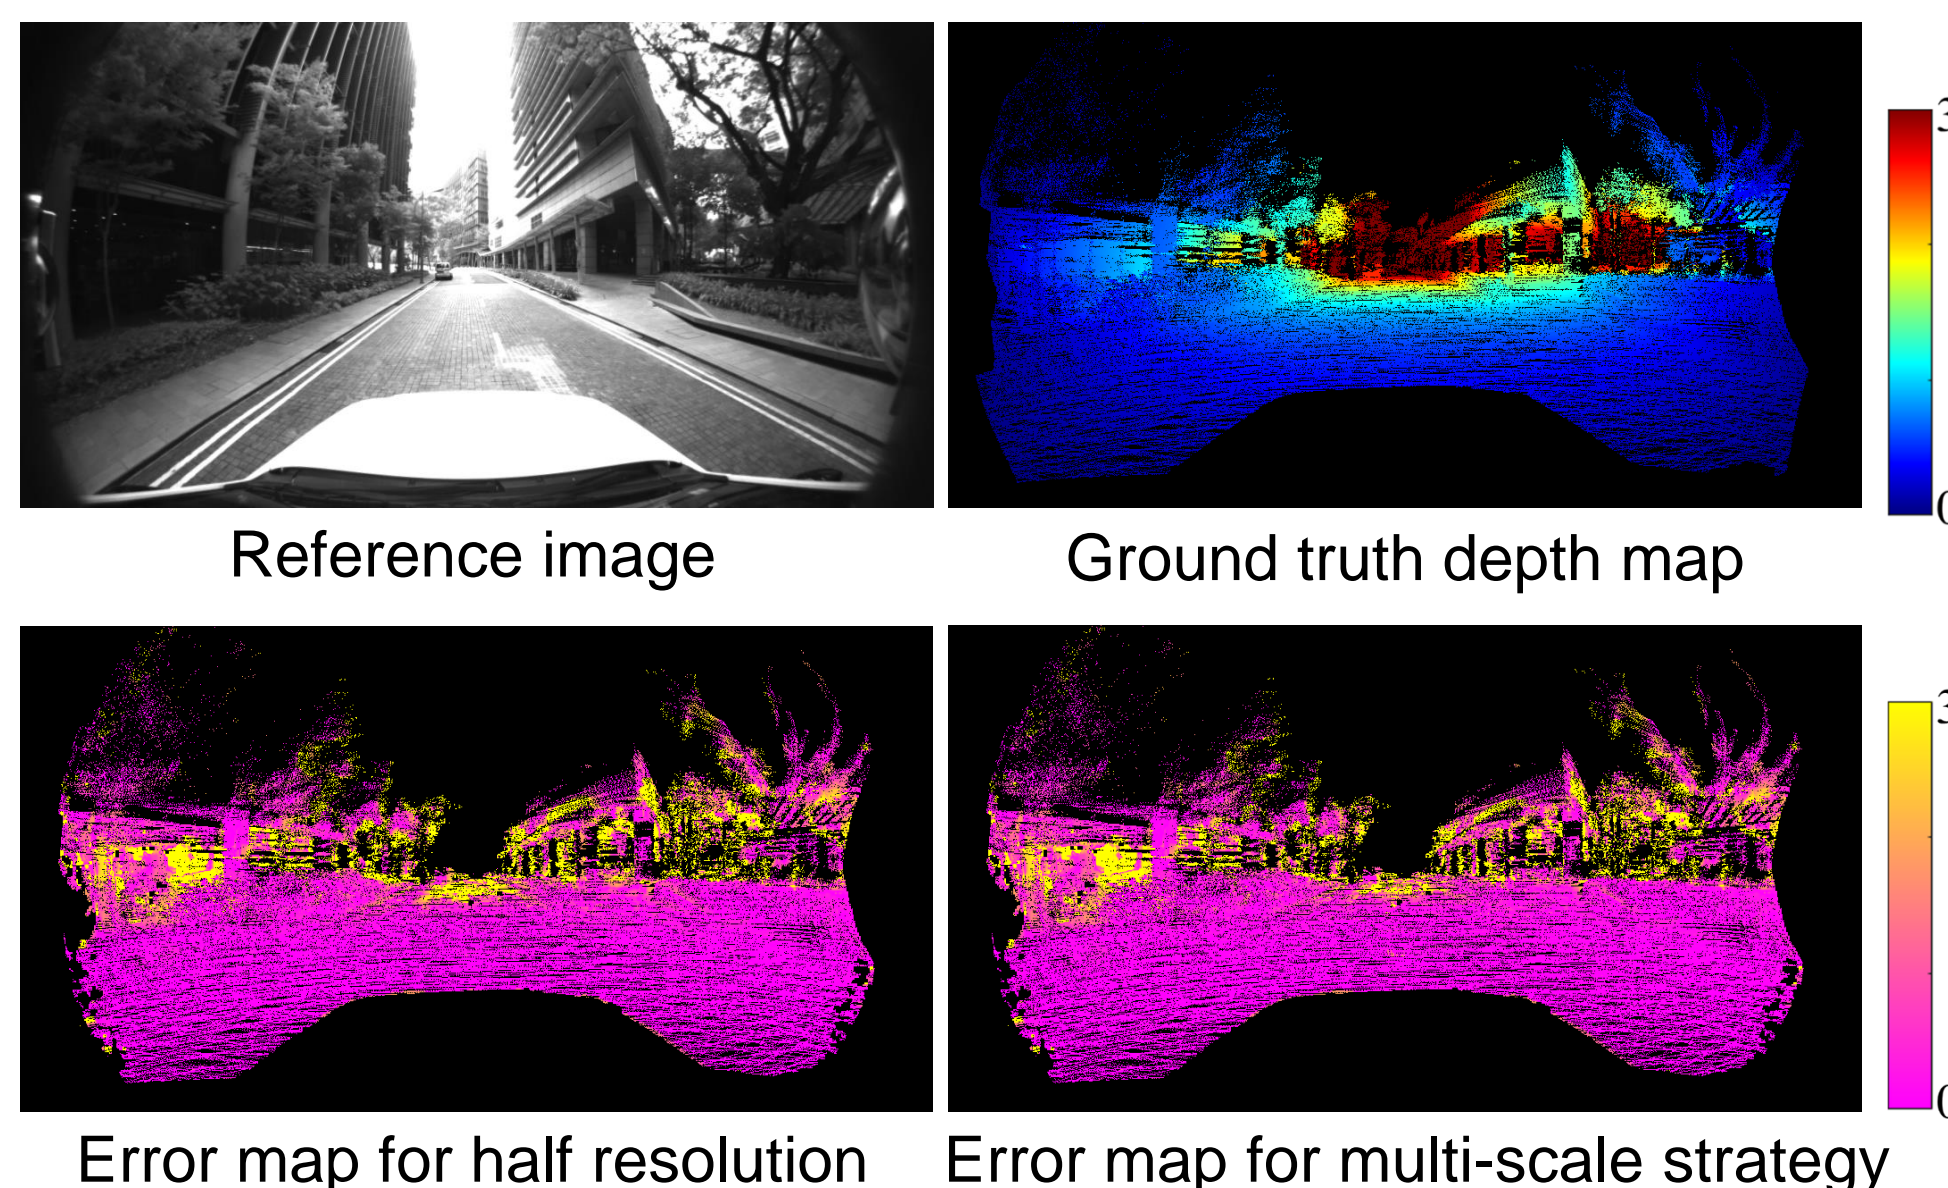 Reference image
Ground truth depth map
Error map for half resolution
Error map for multi-scale strategy